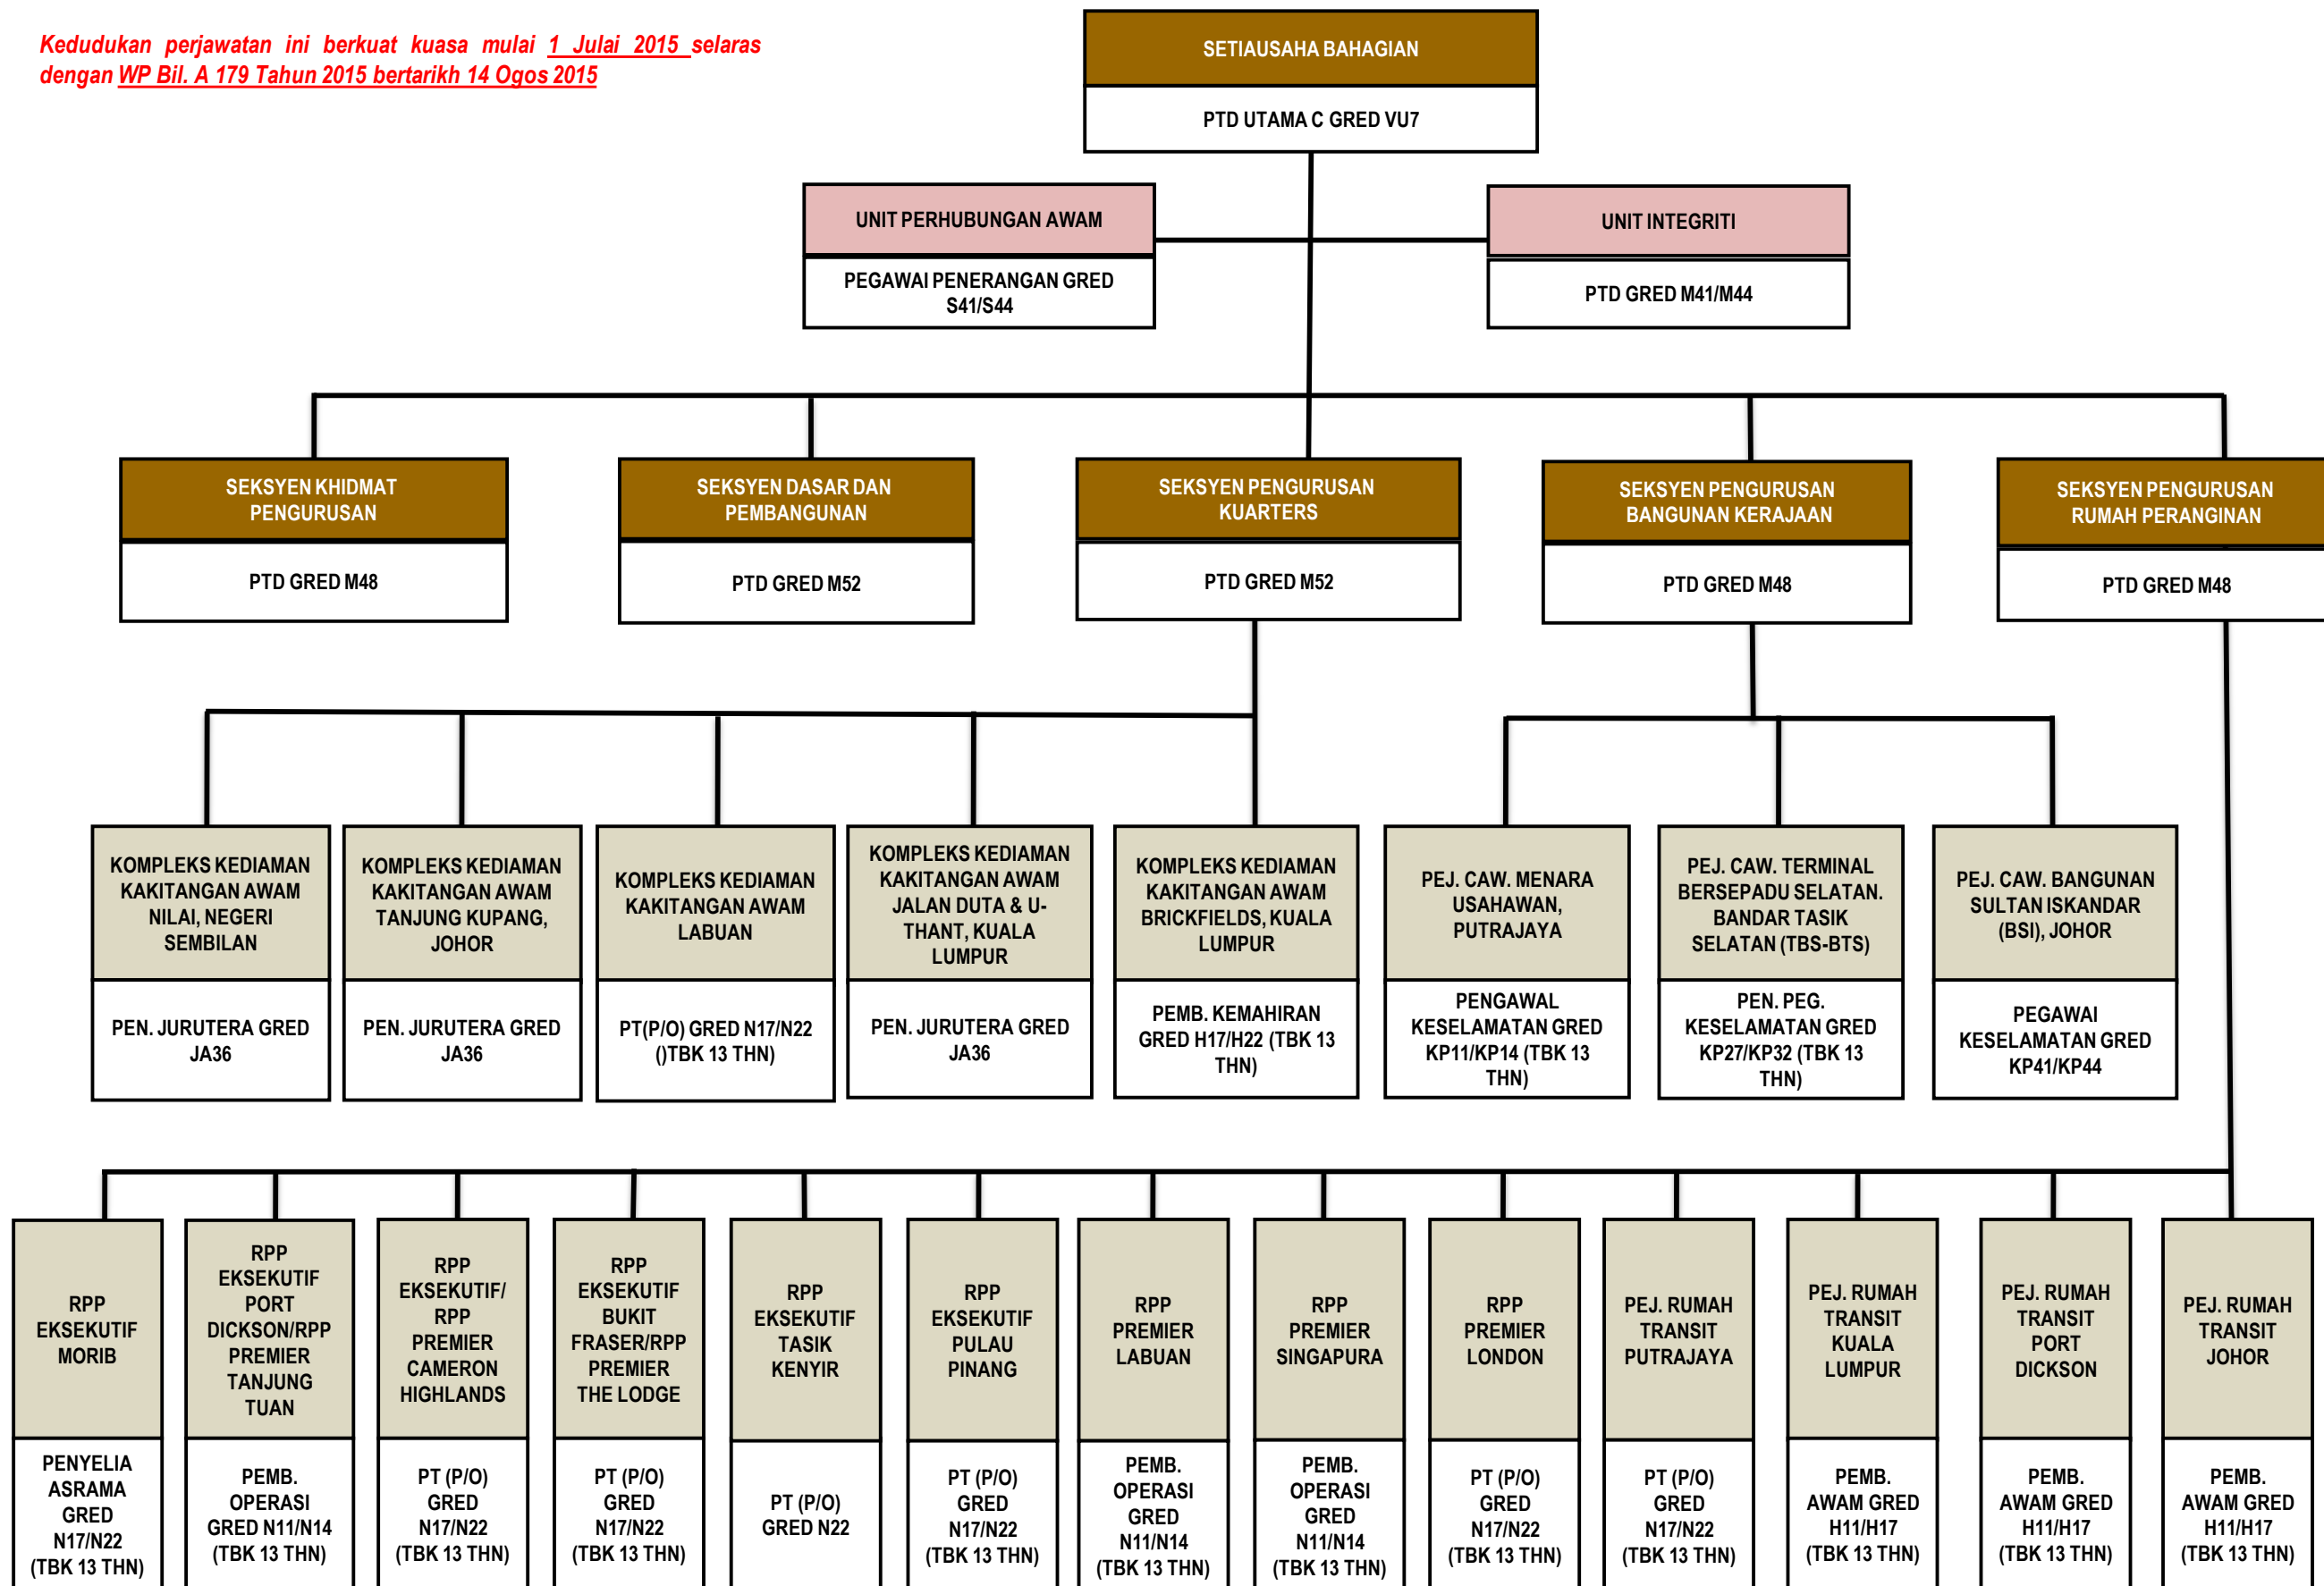 Kedudukan perjawatan ini berkuat kuasa mulai 1 Julai 2015 selaras
dengan WP Bil. A 179 Tahun 2015 bertarikh 14 Ogos 2015
SETIAUSAHA BAHAGIAN
PTD UTAMA C GRED VU7
UNIT PERHUBUNGAN AWAM
PEGAWAI PENERANGAN GRED
S41/S44
UNIT INTEGRITI
PTD GRED M41/M44
SEKSYEN KHIDMAT
PENGURUSAN
PTD GRED M48
SEKSYEN DASAR DAN
PEMBANGUNAN
PTD GRED M52
SEKSYEN PENGURUSAN
KUARTERS
PTD GRED M52
SEKSYEN PENGURUSAN
BANGUNAN KERAJAAN
PTD GRED M48
SEKSYEN PENGURUSAN
RUMAH PERANGINAN
PTD GRED M48
KOMPLEKS KEDIAMAN
KAKITANGAN AWAM
NILAI, NEGERI
SEMBILAN
PEN. JURUTERA GRED
JA36
KOMPLEKS KEDIAMAN
KAKITANGAN AWAM
TANJUNG KUPANG,
JOHOR
PEN. JURUTERA GRED
JA36
KOMPLEKS KEDIAMAN
KAKITANGAN AWAM
LABUAN
PT(P/O) GRED N17/N22
()TBK 13 THN)
KOMPLEKS KEDIAMAN
KAKITANGAN AWAM
JALAN DUTA & U-
THANT, KUALA
LUMPUR
PEN. JURUTERA GRED
JA36
KOMPLEKS KEDIAMAN
KAKITANGAN AWAM
BRICKFIELDS, KUALA
LUMPUR
PEMB. KEMAHIRAN
GRED H17/H22 (TBK 13
THN)
PEJ. CAW. MENARA
USAHAWAN,
PUTRAJAYA
PENGAWAL
KESELAMATAN GRED
KP11/KP14 (TBK 13
THN)
PEJ. CAW. TERMINAL
BERSEPADU SELATAN.
BANDAR TASIK
SELATAN (TBS-BTS)
PEN. PEG.
KESELAMATAN GRED
KP27/KP32 (TBK 13
THN)
PEJ. CAW. BANGUNAN
SULTAN ISKANDAR
(BSI), JOHOR
PEGAWAI
KESELAMATAN GRED
KP41/KP44
RPP
EKSEKUTIF
MORIB
PENYELIA
ASRAMA
GRED
N17/N22
(TBK 13 THN)
RPP
EKSEKUTIF
PORT
DICKSON/RPP
PREMIER
TANJUNG
TUAN
PEMB.
OPERASI
GRED N11/N14
(TBK 13 THN)
RPP
EKSEKUTIF/
RPP
PREMIER
CAMERON
HIGHLANDS
PT (P/O)
GRED
N17/N22
(TBK 13 THN)
RPP
EKSEKUTIF
BUKIT
FRASER/RPP
PREMIER
THE LODGE
PT (P/O)
GRED
N17/N22
(TBK 13 THN)
RPP
EKSEKUTIF
TASIK
KENYIR
PT (P/O)
GRED N22
RPP
EKSEKUTIF
PULAU
PINANG
PT (P/O)
GRED
N17/N22
(TBK 13 THN)
RPP
PREMIER
LABUAN
PEMB.
OPERASI
GRED
N11/N14
(TBK 13 THN)
RPP
PREMIER
SINGAPURA
PEMB.
OPERASI
GRED
N11/N14
(TBK 13 THN)
RPP
PREMIER
LONDON
PT (P/O)
GRED
N17/N22
(TBK 13 THN)
PEJ. RUMAH
TRANSIT
PUTRAJAYA
PT (P/O)
GRED
N17/N22
(TBK 13 THN)
PEJ. RUMAH
TRANSIT
KUALA
LUMPUR
PEMB.
AWAM GRED
H11/H17
(TBK 13 THN)
PEJ. RUMAH
TRANSIT
PORT
DICKSON
PEMB.
AWAM GRED
H11/H17
(TBK 13 THN)
PEJ. RUMAH
TRANSIT
JOHOR
PEMB.
AWAM GRED
H11/H17
(TBK 13 THN)